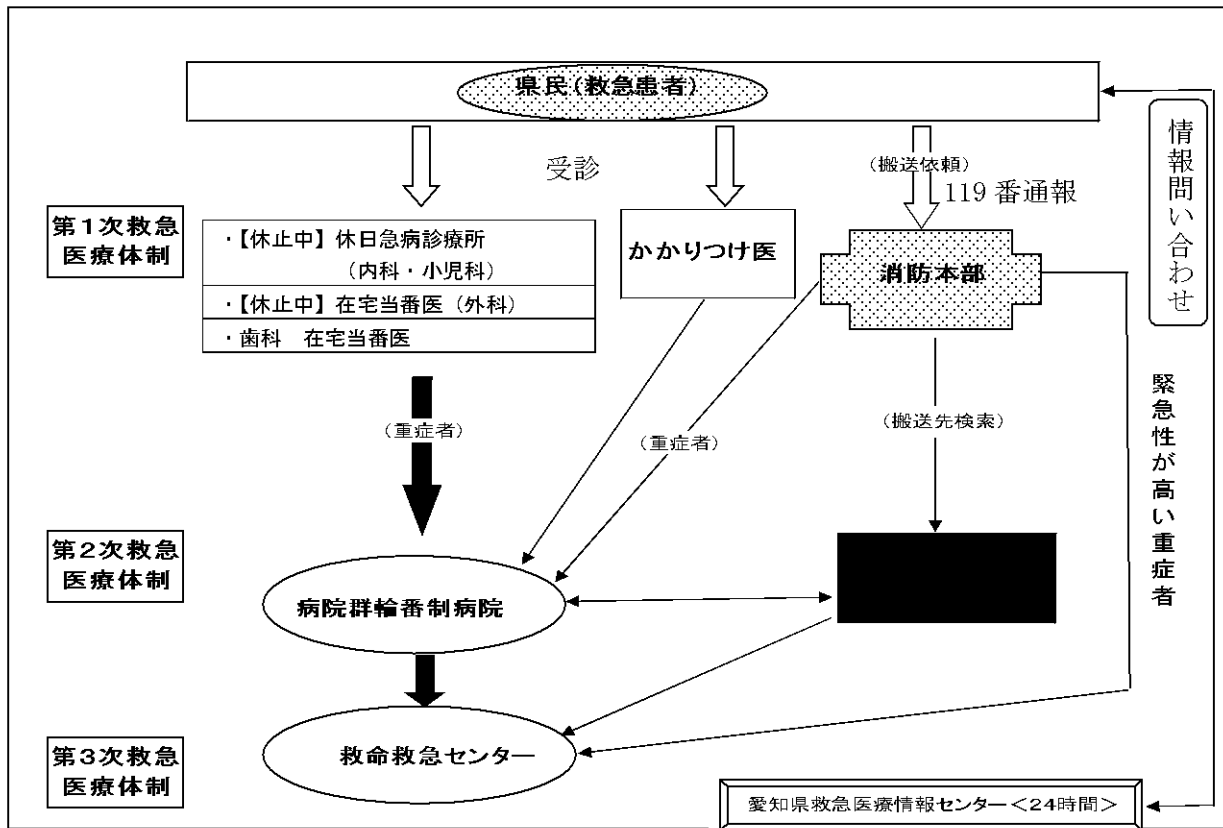 県民(救急患者)
受診
(搬送依頼)
119 番通報
情報問い合わせ
第1次救急
医療体制
・【休止中】休日急病診療所
(内科・小児科)
・【休止中】在宅当番医(外科)
・歯科　在宅当番医
かかりつけ医
消防本部
(重症者)
(重症者)
(搬送先検索)
緊急性が高い重症者
第2次救急
医療体制
病院群輪番制病院
第3次救急
医療体制
救命救急センター
愛知県救急医療情報センター<24時間>